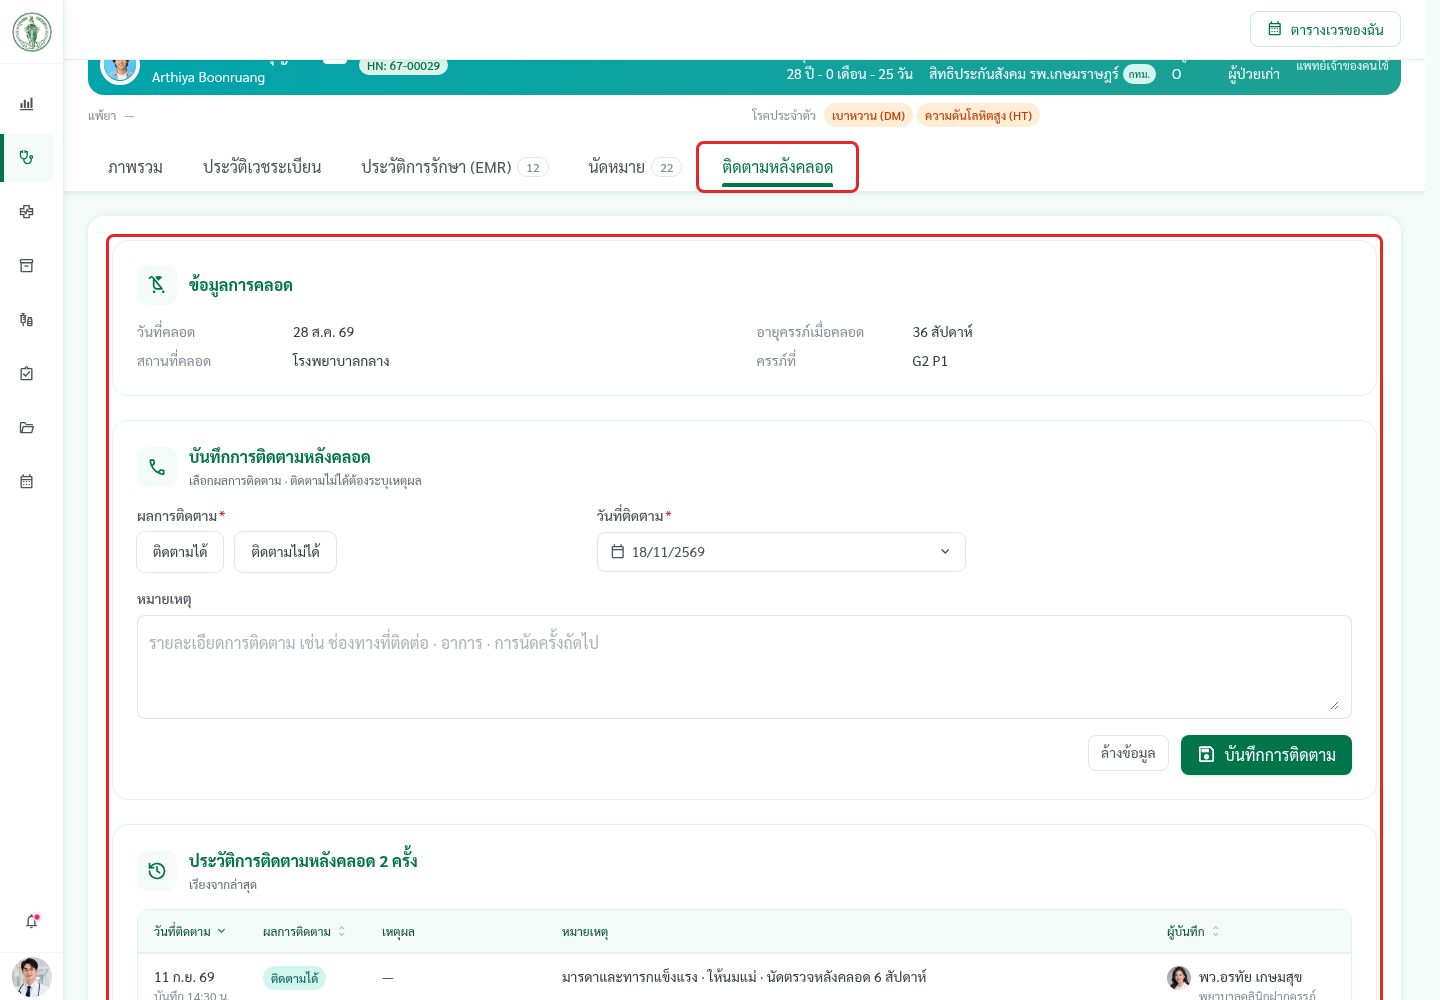 ตารางเวรของฉัน
HN: 67-00029
Arthiya Boonruang
28 ปี - 0 เดือน - 25 วัน สิทธิประกันสังคม รพ.เกษมราษฎร์ กทม. O ผู้ป่วยเก่า แพทย์เจ้าของคนไข้
แพ้ยา — โรคประจำตัว เบาหวาน (DM) ความดันโลหิตสูง (HT)
ภาพรวม ประวัติเวชระเบียน ประวัติการรักษา (EMR) 12 นัดหมาย 22 ติดตามหลังคลอด
ข้อมูลการคลอด
วันที่คลอด 28 ส.ค. 69 อายุครรภ์เมื่อคลอด 36 สัปดาห์
สถานที่คลอด โรงพยาบาลกลาง ครรภ์ที่ G2 P1
บันทึกการติดตามหลังคลอด
เลือกผลการติดตาม · ติดตามไม่ได้ต้องระบุเหตุผล
ผลการติดตาม* วันที่ติดตาม*
ติดตามได้ ติดตามไม่ได้ 18/11/2569
หมายเหตุ
รายละเอียดการติดตาม เช่น ช่องทางที่ติดต่อ · อาการ · การนัดครั้งถัดไป
ล้างข้อมูล บันทึกการติดตาม
ประวัติการติดตามหลังคลอด 2 ครั้ง
เรียงจากล่าสุด
วันที่ติดตาม ผลการติดตาม เหตุผล หมายเหตุ ผู้บันทึก
11 ก.ย. 69 ติดตามได้ — มารดาและทารกแข็งแรง · ให้นมแม่ · นัดตรวจหลังคลอด 6 สัปดาห์ พว.อรทัย เกษมสุข
บันทึก 14:30 น. พยาบาลคลินิกฝากครรภ์